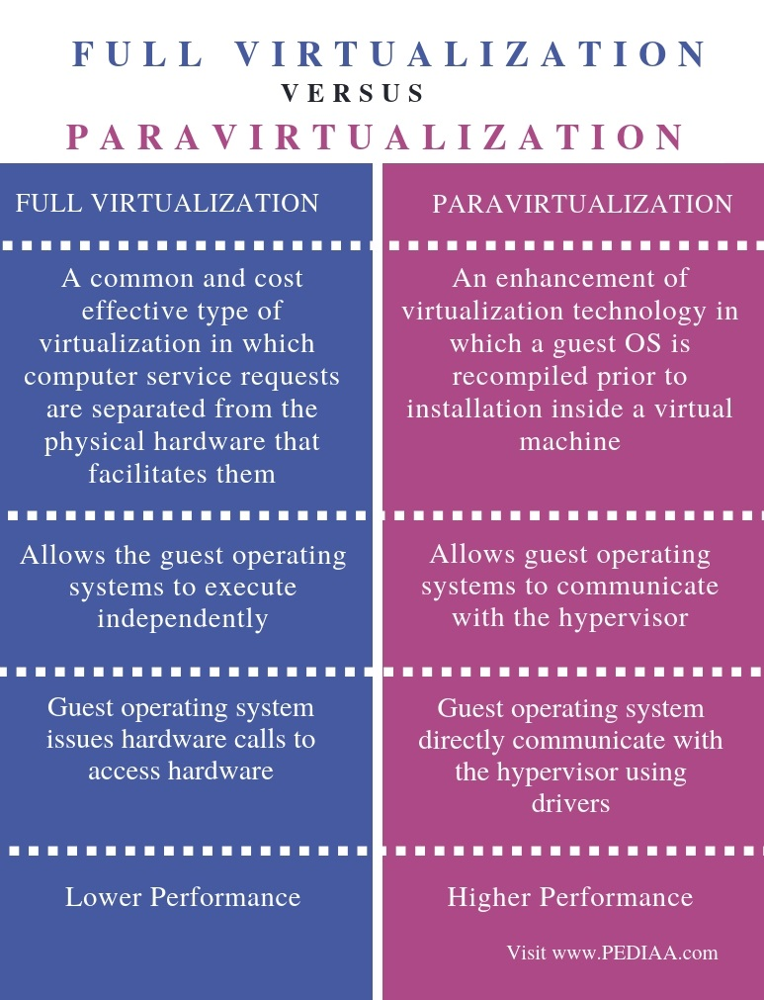 FULL VIRTUALIZATION
VERSUS
PARAVIRTUALIZATION
FULL VIRTUALIZATION
A common and cost
effective type of
virtualization in which
computer service requests
are separated from the
physical hardware that
facilitates them
Allows the guest operating
systems to execute
independently
Guest operating system
issues hardware calls to
access hardware
Lower Performance
PARAVIRTUALIZATION
An enhancement of
virtualization technology in
which a guest OS is
recompiled prior to
installation inside a virtual
machine
Allows guest operating
systems to communicate
with the hypervisor
Guest operating system
directly communicate with
the hypervisor using
drivers
Higher Performance
Visit www.PEDIAA.com